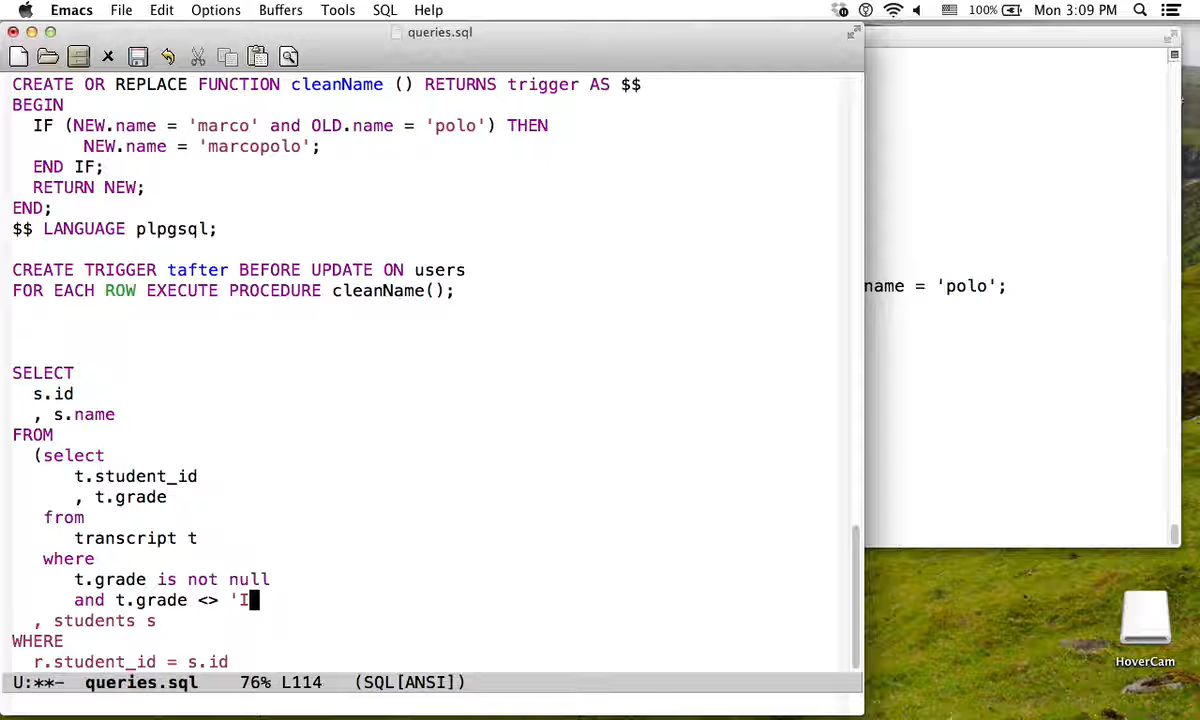 Emacs File Edit Options Buffers Tools SQL Help 100% Mon 3:09 PM
queries.sql
CREATE OR REPLACE FUNCTION cleanName () RETURNS trigger AS $$
BEGIN
IF (NEW.name = 'marco' and OLD.name = 'polo') THEN
NEW.name = 'marcopolo';
END IF;
RETURN NEW;
END;
$$ LANGUAGE plpgsql;
CREATE TRIGGER tafter BEFORE UPDATE ON users
FOR EACH ROW EXECUTE PROCEDURE cleanName();
name = 'polo';
SELECT
s.id
, s.name
FROM
(select
t.student_id
, t.grade
from
transcript t
where
t.grade is not null
and t.grade <> 'I
, students s
WHERE
r.student_id = s.id
U:**- queries.sql 76% L114 (SQL[ANSI])
HoverCam